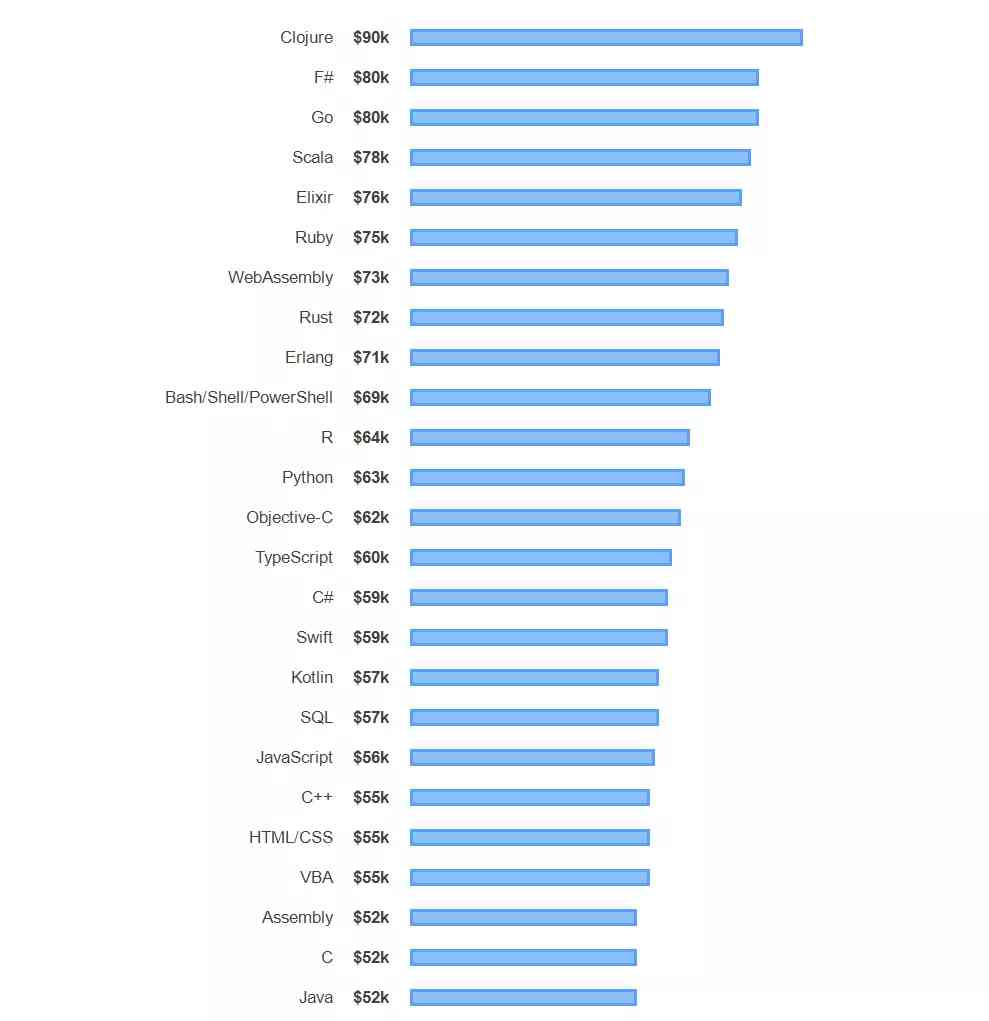 Clojure $90k
F# $80k
Go $80k
Scala $78k
Elixir $76k
Ruby $75k
WebAssembly $73k
Rust $72k
Erlang $71k
Bash/Shell/PowerShell $69k
R $64k
Python $63k
Objective-C $62k
TypeScript $60k
C# $59k
Swift $59k
Kotlin $57k
SQL $57k
JavaScript $56k
C++ $55k
HTML/CSS $55k
VBA $55k
Assembly $52k
C $52k
Java $52k